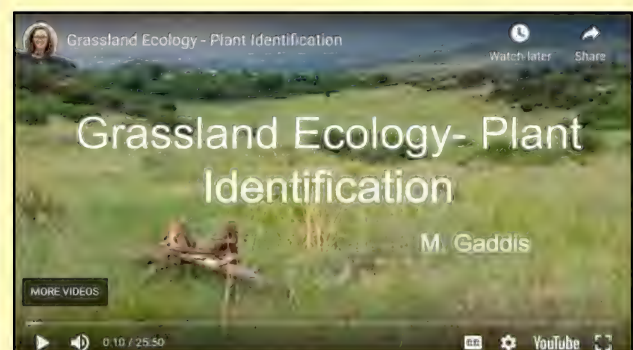 Grassland Ecology - Plant Identification
Watch later
Share
Grassland Ecology- Plant
Identification
M. Gaddis
MORE VIDEOS
0:10 / 25:50
CC
YouTube